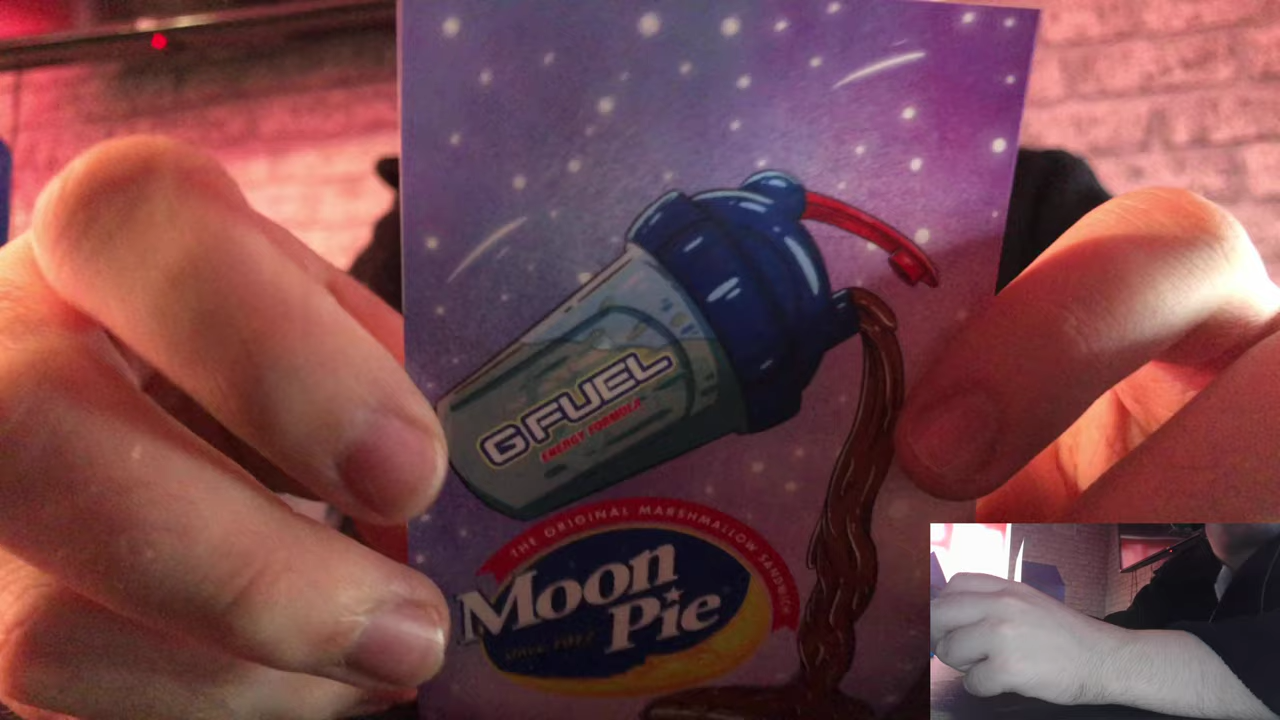 G FUEL
ENERGY FORMULA
THE ORIGINAL MARSHMALLOW SANDWICH
Moon
Pie
SINCE 1917